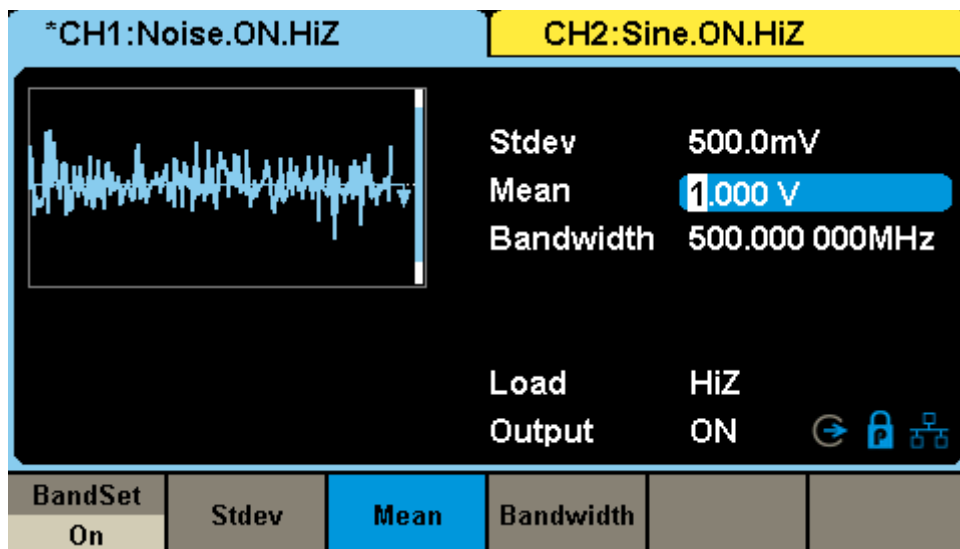 *CH1:Noise.ON.HiZ CH2:Sine.ON.HiZ
Stdev 500.0mV
Mean 1.000 V
Bandwidth 500.000 000MHz
Load HiZ
Output ON P
BandSet On Stdev Mean Bandwidth